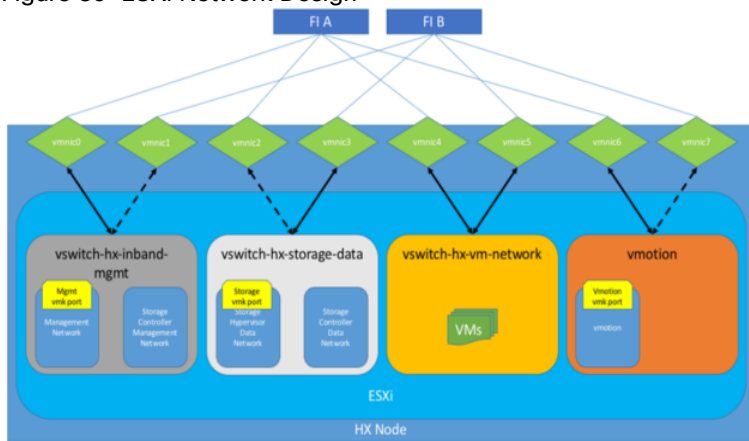 Figure 30 ESXi Network Design
FI A
FI B
vmnic0
vmnic1
vmnic2
vmnic3
vmnic4
vmnic5
vmnic6
vmnic7
vswitch-hx-inband-
mgmt
Mgmt
vmk port
Management
Network
Storage
Controller
Management
Network
vswitch-hx-storage-data
Storage
vmk port
Storage
Hypervisor
Data
Network
Storage
Controller
Data
Network
vswitch-hx-vm-network
VMs
vmotion
Vmotion
vmk port
vmotion
ESXi
HX Node